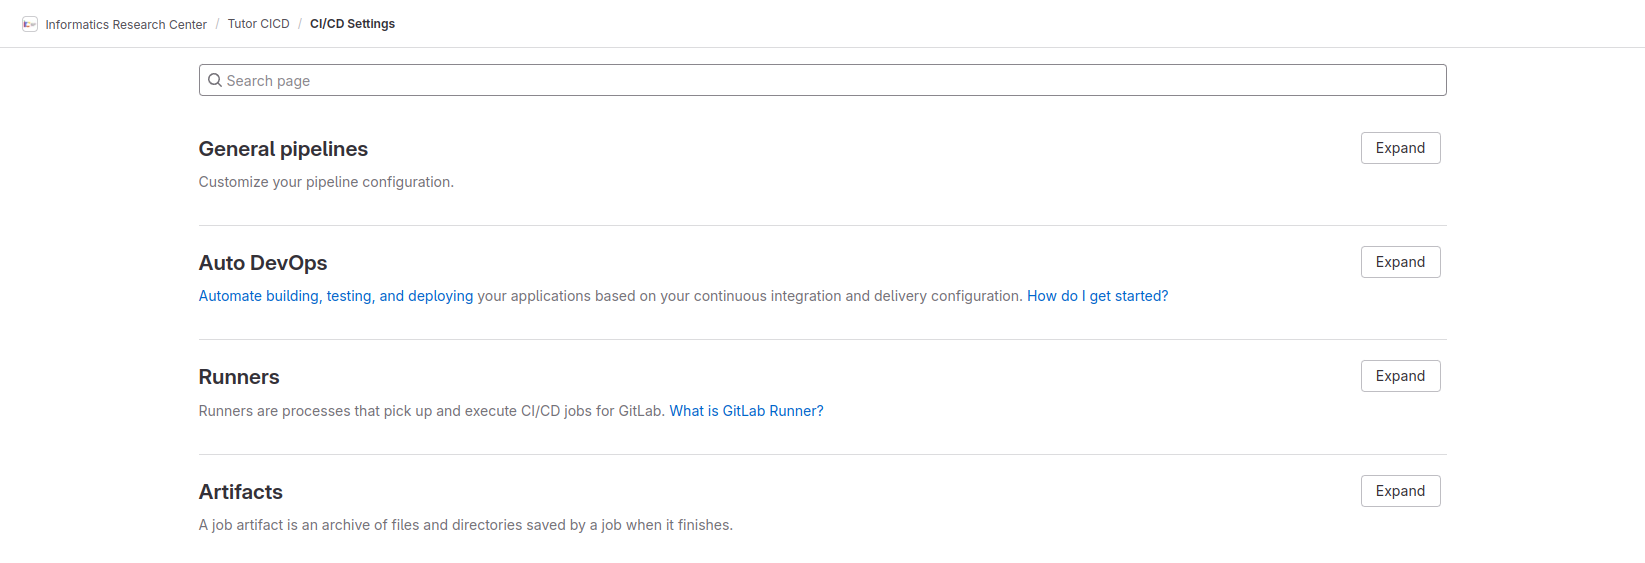 Informatics Research Center / Tutor CICD / CI/CD Settings
Search page
General pipelines
Expand
Customize your pipeline configuration.
Auto DevOps
Expand
Automate building, testing, and deploying your applications based on your continuous integration and delivery configuration. How do I get started?
Runners
Expand
Runners are processes that pick up and execute CI/CD jobs for GitLab. What is GitLab Runner?
Artifacts
Expand
A job artifact is an archive of files and directories saved by a job when it finishes.